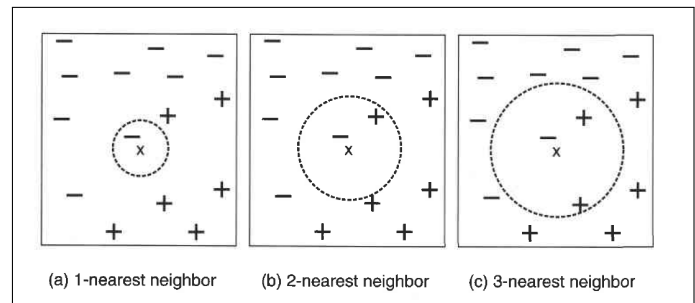 x x x
(a) 1-nearest neighbor (b) 2-nearest neighbor (c) 3-nearest neighbor